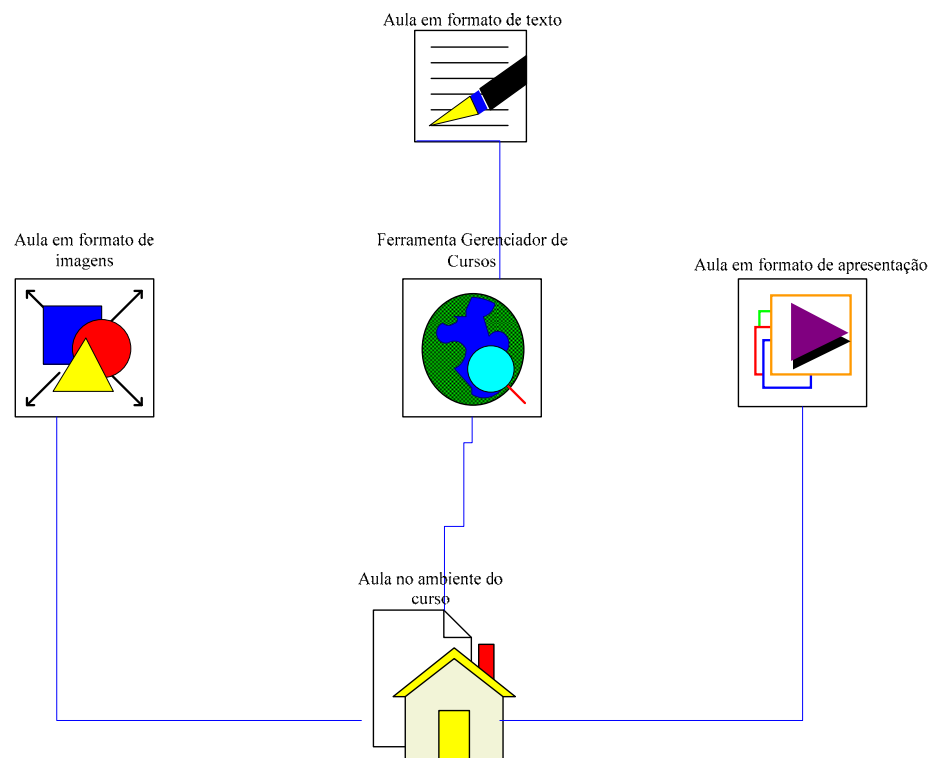 Aula em formato de texto
Aula em formato de
imagens
Ferramenta Gerenciador de
Cursos
Aula em formato de apresentação
Aula no ambiente do
curso